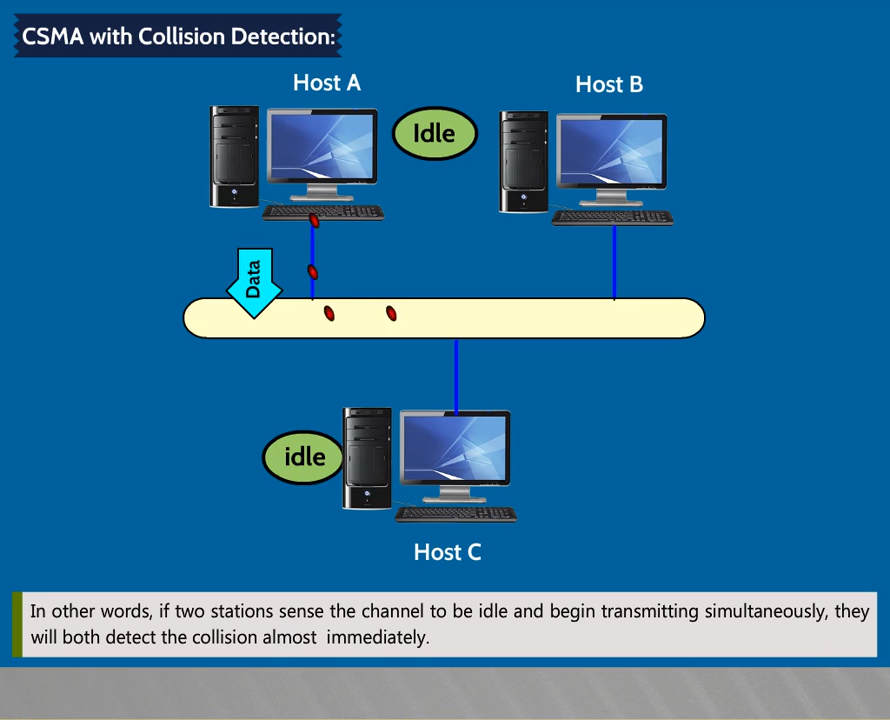 CSMA with Collision Detection:
Host A
Host B
Idle
Data
idle
Host C
In other words, if two stations sense the channel to be idle and begin transmitting simultaneously, they
will both detect the collision almost immediately.